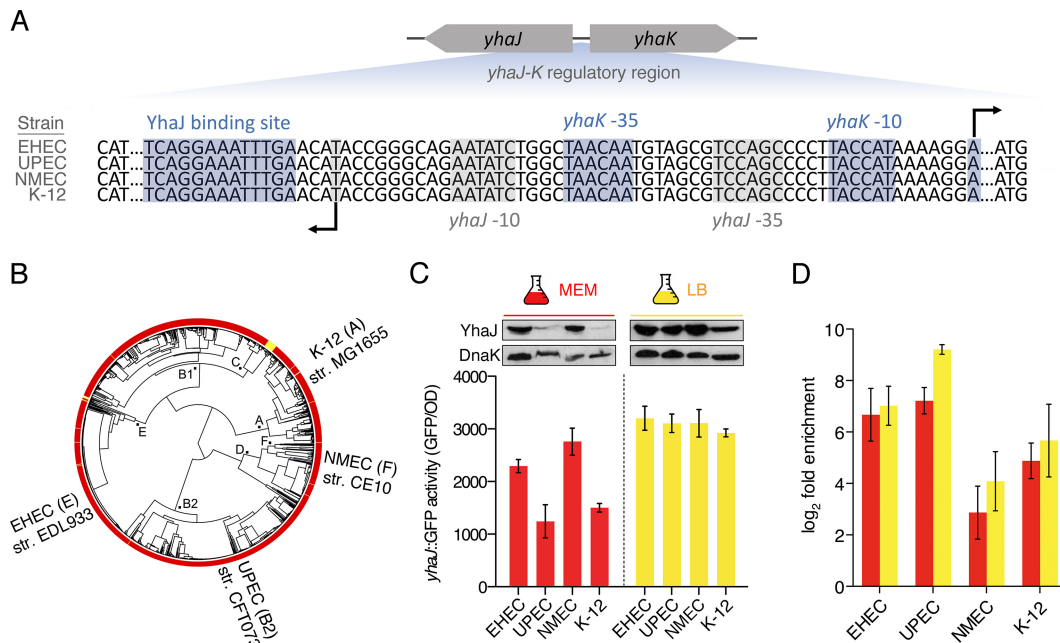 A
yhaJ
yhaK
yhaJ-K regulatory region
Strain
YhaJ binding site
yhaK -35
yhaK -10
EHEC
CAT...TCAGGAAATTTGAACATACCGGGCAGAATATCTGGCTAACAATGTAGCGTCCAGCCCCTTACCATAAAAGGA...ATG
UPEC
CAT...TCAGGAAATTTGAACATACCGGGCAGAATATCTGGCTAACAATGTAGCGTCCAGCCCCTTACCATAAAAGGA...ATG
NMEC
CAT...TCAGGAAATTTGAACATACCGGGCAGAATATCTGGCTAACAATGTAGCGTCCAGCCCCTTACCATAAAAGGA...ATG
K-12
CAT...TCAGGAAATTTGAACATACCGGGCAGAATATCTGGCTAACAATGTAGCGTCCAGCCCCTTACCATAAAAGGA...ATG
yhaJ -10
yhaJ -35
B
K-12 (A)
str. MG1655
C
B1
A
E
F
D
NMEC (F)
str. CE10
B2
EHEC (E)
str. EDL933
UPEC (B2)
C
MEM
LB
YhaJ
DnaK
yhaJ:GFP activity (GFP/OD)
4000
3000
2000
1000
0
EHEC
UPEC
NMEC
K-12
EHEC
UPEC
NMEC
K-12
D
log2 fold enrichment
10
8
6
4
2
0
EHEC
UPEC
NMEC
K-12